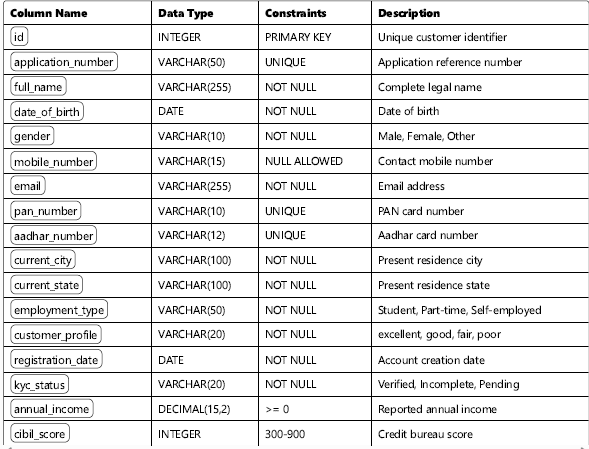 Column Name Data Type Constraints Description
id INTEGER PRIMARY KEY Unique customer identifier
application_number VARCHAR(50) UNIQUE Application reference number
full_name VARCHAR(255) NOT NULL Complete legal name
date_of_birth DATE NOT NULL Date of birth
gender VARCHAR(10) NOT NULL Male, Female, Other
mobile_number VARCHAR(15) NULL ALLOWED Contact mobile number
email VARCHAR(255) NOT NULL Email address
pan_number VARCHAR(10) UNIQUE PAN card number
aadhar_number VARCHAR(12) UNIQUE Aadhar card number
current_city VARCHAR(100) NOT NULL Present residence city
current_state VARCHAR(100) NOT NULL Present residence state
employment_type VARCHAR(50) NOT NULL Student, Part-time, Self-employed
customer_profile VARCHAR(20) NOT NULL excellent, good, fair, poor
registration_date DATE NOT NULL Account creation date
kyc_status VARCHAR(20) NOT NULL Verified, Incomplete, Pending
annual_income DECIMAL(15,2) >= 0 Reported annual income
cibil_score INTEGER 300-900 Credit bureau score